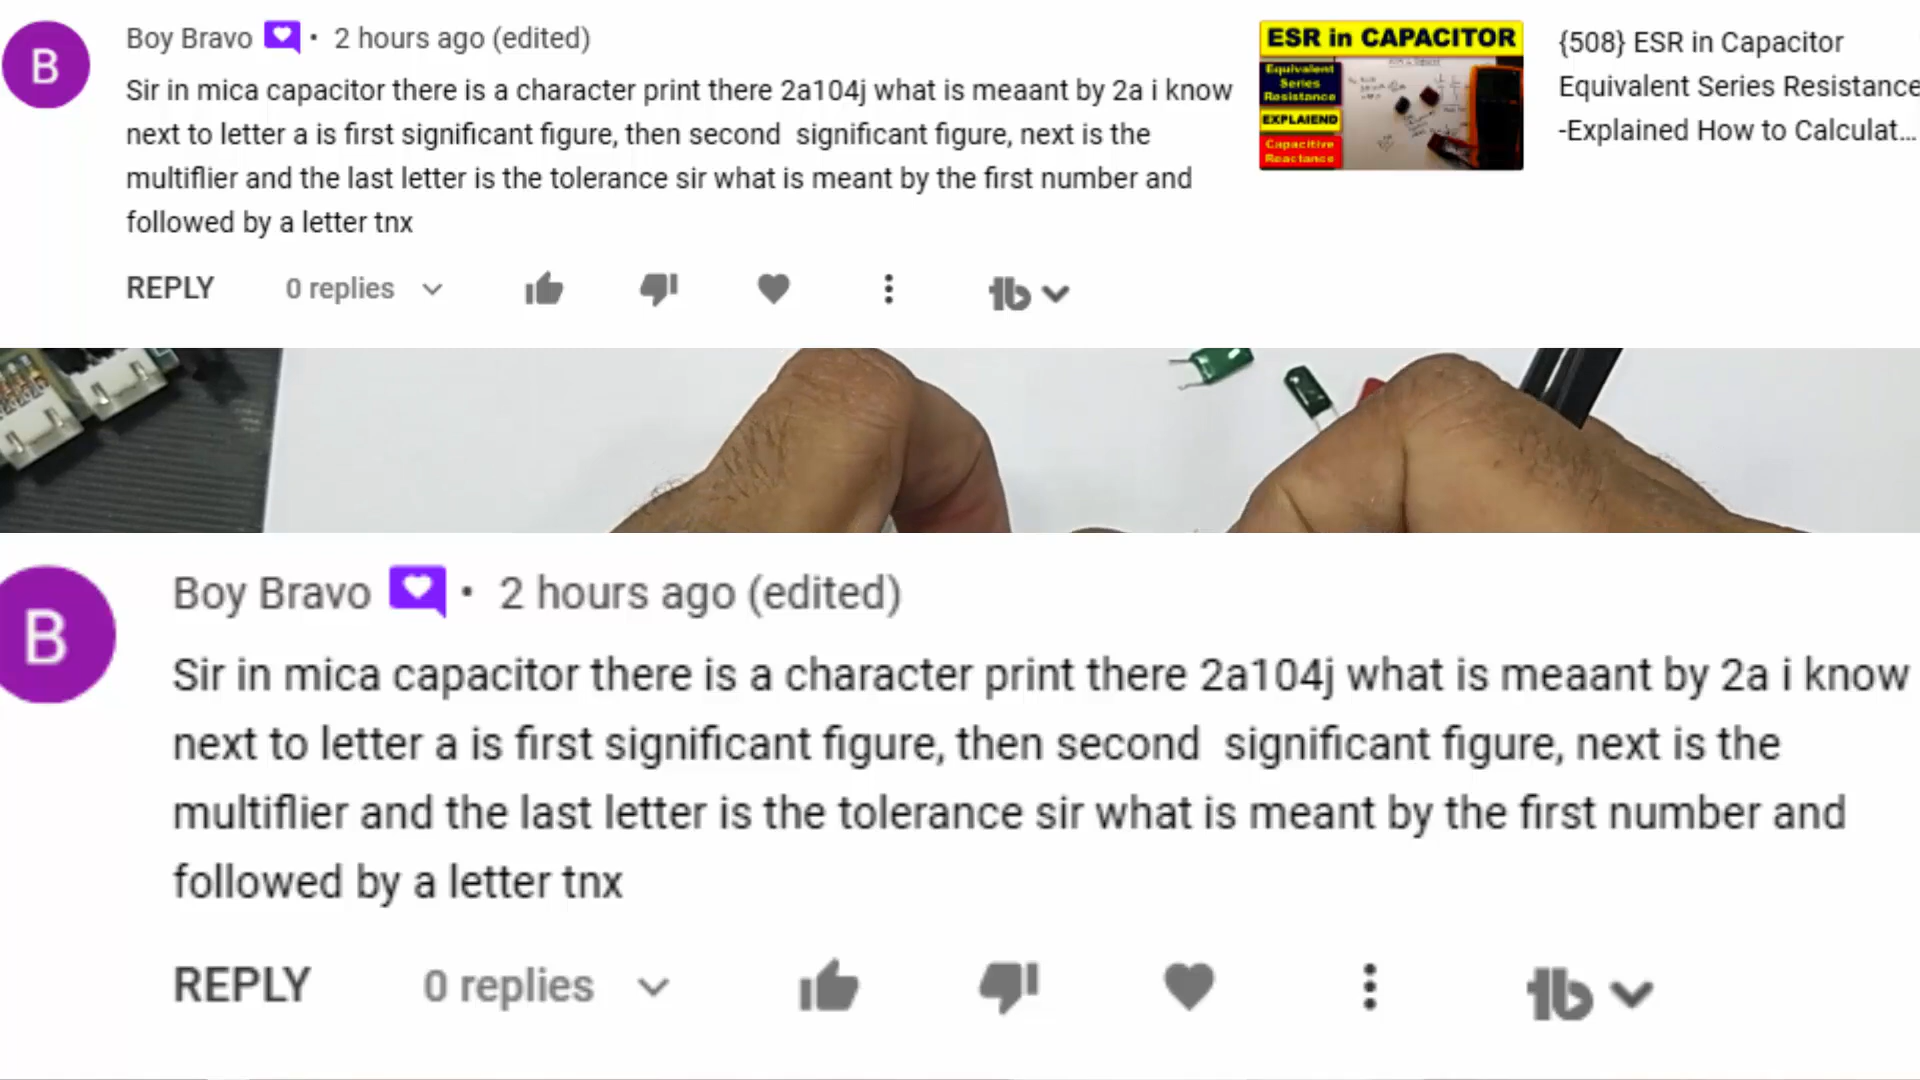 B
Boy Bravo • 2 hours ago (edited)
Sir in mica capacitor there is a character print there 2a104j what is meaant by 2a i know
next to letter a is first significant figure, then second significant figure, next is the
multiflier and the last letter is the tolerance sir what is meant by the first number and
followed by a letter tnx
REPLY 0 replies
ESR in CAPACITOR
Equivalent
Series
Resistance
EXPLAIEND
Capacitive
Reactance
{508} ESR in Capacitor
Equivalent Series Resistance
-Explained How to Calculat...
B
Boy Bravo • 2 hours ago (edited)
Sir in mica capacitor there is a character print there 2a104j what is meaant by 2a i know
next to letter a is first significant figure, then second significant figure, next is the
multiflier and the last letter is the tolerance sir what is meant by the first number and
followed by a letter tnx
REPLY 0 replies